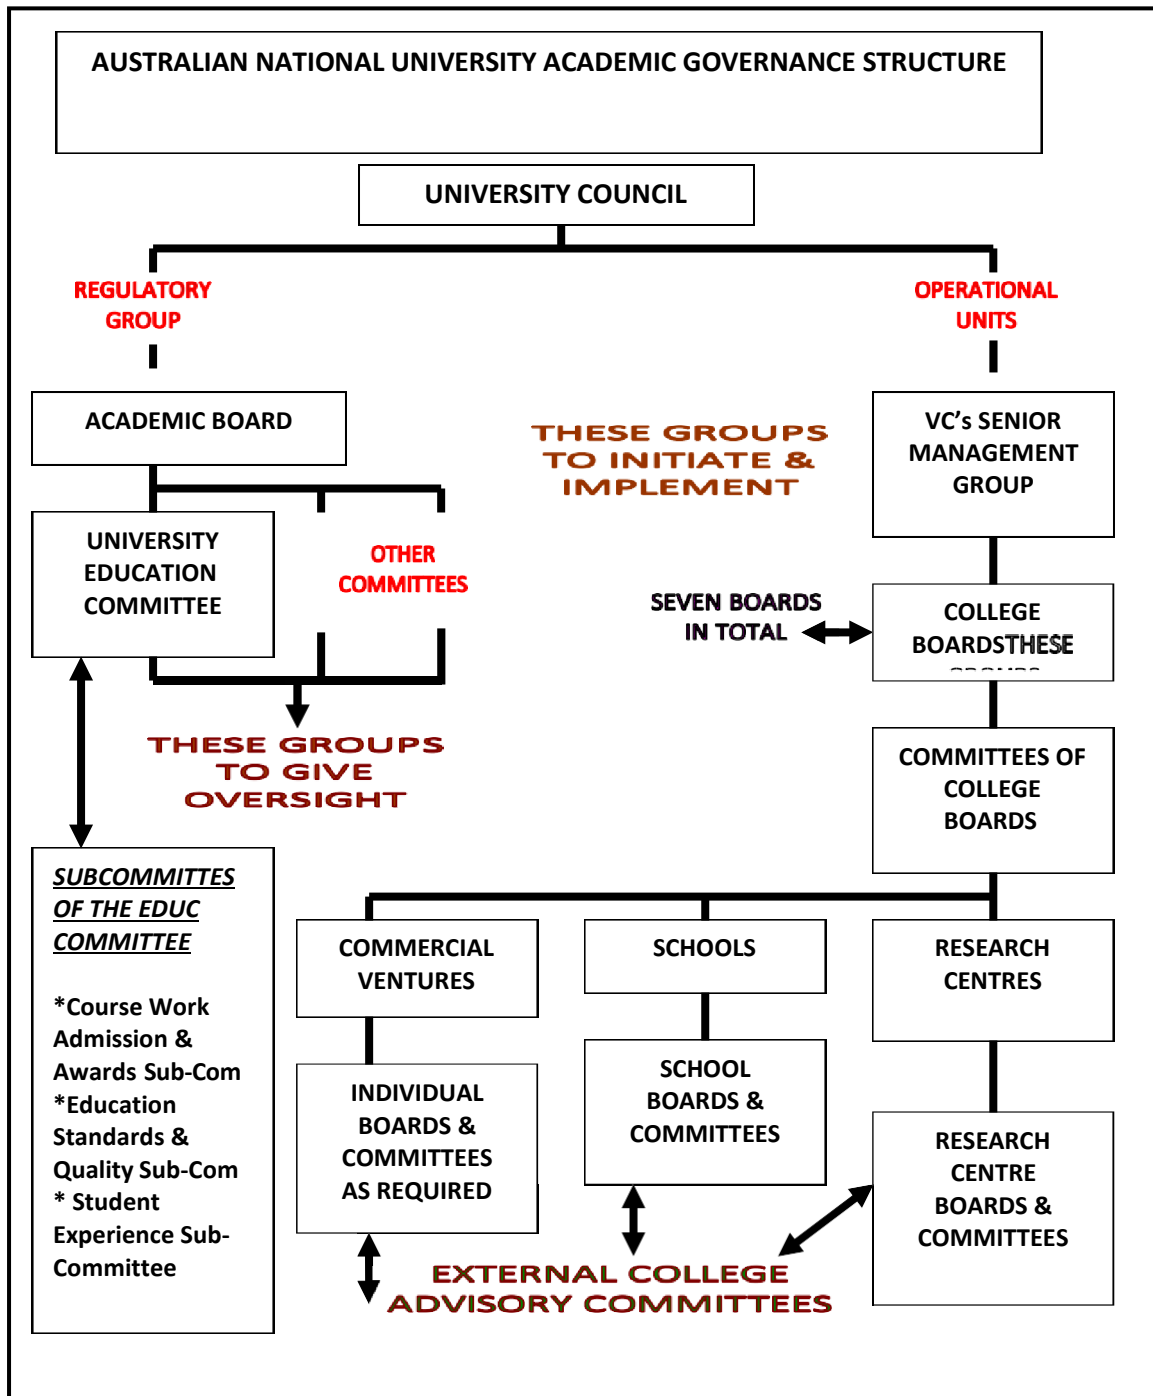 AUSTRALIAN NATIONAL UNIVERSITY ACADEMIC GOVERNANCE STRUCTURE
UNIVERSITY COUNCIL
REGULATORY
GROUP
OPERATIONAL
UNITS
ACADEMIC BOARD
THESE GROUPS
TO INITIATE &
IMPLEMENT
VC's SENIOR
MANAGEMENT
GROUP
UNIVERSITY
EDUCATION
COMMITTEE
OTHER
COMMITTEES
SEVEN BOARDS
IN TOTAL
COLLEGE
BOARDSTHESE
THESE GROUPS
TO GIVE
OVERSIGHT
COMMITTEES OF
COLLEGE
BOARDS
SUBCOMMITTES
OF THE EDUC
COMMITTEE
*Course Work
Admission &
Awards Sub-Com
*Education
Standards &
Quality Sub-Com
* Student
Experience Sub-
Committee
COMMERCIAL
VENTURES
SCHOOLS
RESEARCH
CENTRES
INDIVIDUAL
BOARDS &
COMMITTEES
AS REQUIRED
SCHOOL
BOARDS &
COMMITTEES
RESEARCH
CENTRE
BOARDS &
COMMITTEES
EXTERNAL COLLEGE
ADVISORY COMMITTEES